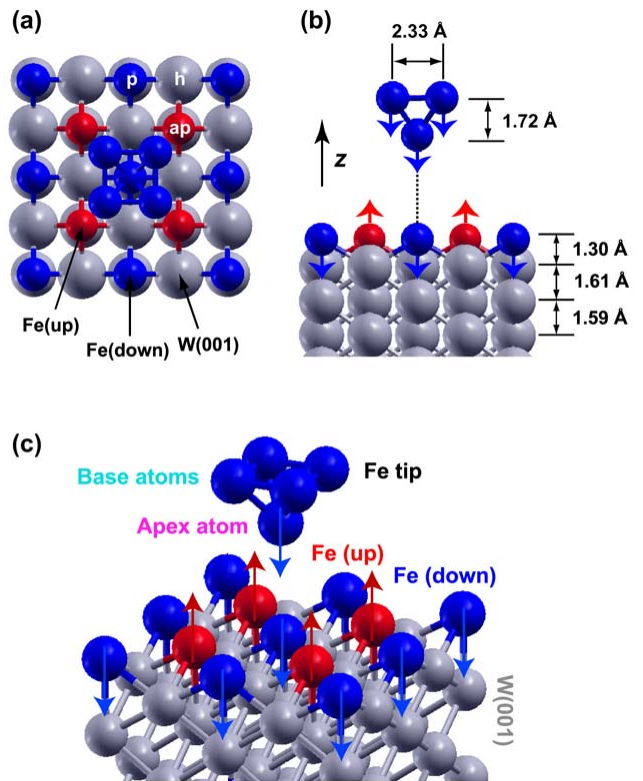 (a)
p
h
ap
Fe(up)
Fe(down)
W(001)
(b)
2.33 Å
1.72 Å
z
1.30 Å
1.61 Å
1.59 Å
(c)
Base atoms
Fe tip
Apex atom
Fe (up)
Fe (down)
W(001)